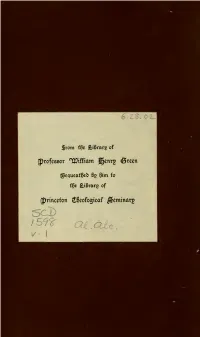 6.28.02.
From the Library of
Professor William Henry Green
Bequeathed by him to
the Library of
Princeton Theological Seminary
SCD
1598
v. 1